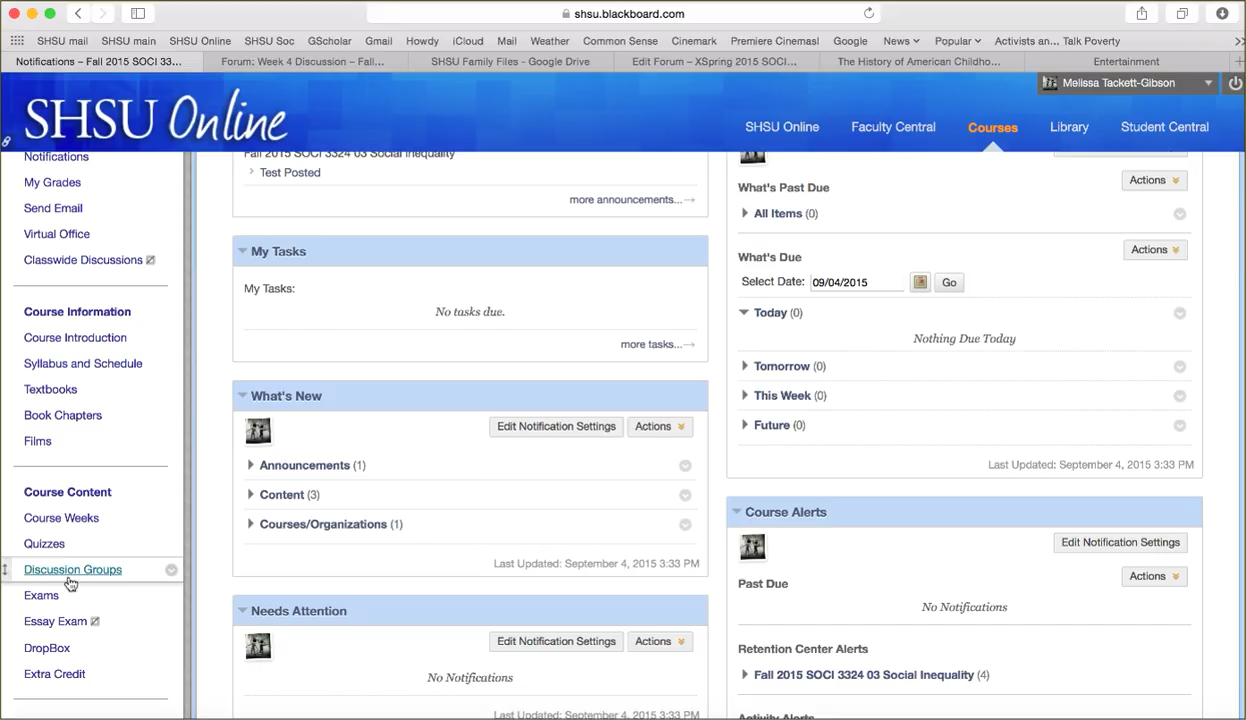 shsu.blackboard.com
SHSU mail SHSU main SHSU Online SHSU Soc GScholar Gmail Howdy iCloud Mail Weather Common Sense Cinemark Premiere Cinemasl Google News Popular Activists an... Talk Poverty
Notifications – Fall 2015 SOCI 33... Forum: Week 4 Discussion – Fall... SHSU Family Files - Google Drive Edit Forum – XSpring 2015 SOCI... The History of American Childho... Entertainment
Melissa Tackett-Gibson
SHSU Online
SHSU Online Faculty Central Courses Library Student Central
Notifications
My Grades
Send Email
Virtual Office
Classwide Discussions
Course Information
Course Introduction
Syllabus and Schedule
Textbooks
Book Chapters
Films
Course Content
Course Weeks
Quizzes
Discussion Groups
Exams
Essay Exam
DropBox
Extra Credit
Fall 2015 SOCI 3324 03 Social Inequality
Test Posted
more announcements...
My Tasks
My Tasks:
No tasks due.
more tasks...
What's New
Edit Notification Settings Actions
Announcements (1)
Content (3)
Courses/Organizations (1)
Last Updated: September 4, 2015 3:33 PM
Needs Attention
Edit Notification Settings Actions
No Notifications
Last Updated: September 4, 2015 3:33 PM
What's Past Due
Actions
All Items (0)
What's Due
Actions
Select Date: 09/04/2015 Go
Today (0)
Nothing Due Today
Tomorrow (0)
This Week (0)
Future (0)
Last Updated: September 4, 2015 3:33 PM
Course Alerts
Edit Notification Settings
Past Due
Actions
No Notifications
Retention Center Alerts
Fall 2015 SOCI 3324 03 Social Inequality (4)
Activity Alerts